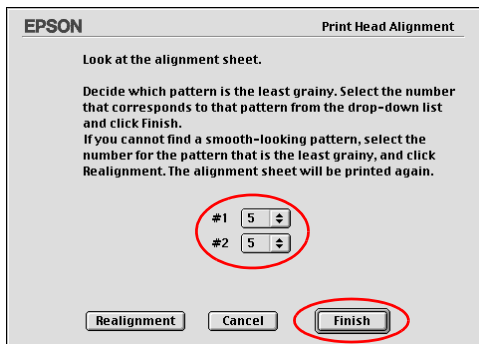 EPSON Print Head Alignment
Look at the alignment sheet.
Decide which pattern is the least grainy. Select the number
that corresponds to that pattern from the drop-down list
and click Finish.
If you cannot find a smooth-looking pattern, select the
number for the pattern that is the least grainy, and click
Realignment. The alignment sheet will be printed again.
#1 5
#2 5
Realignment Cancel Finish